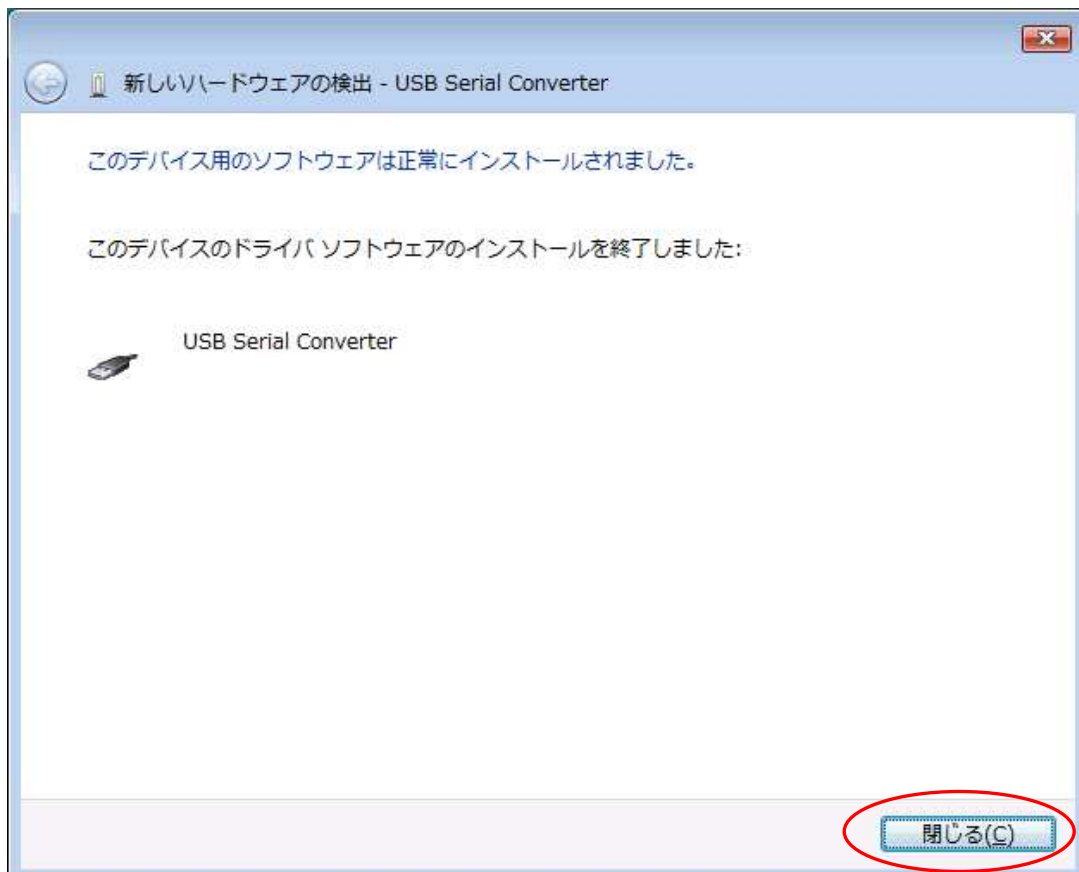 新しいハードウェアの検出 - USB Serial Converter
このデバイス用のソフトウェアは正常にインストールされました。
このデバイスのドライバ ソフトウェアのインストールを終了しました:
USB Serial Converter
閉じる(C)